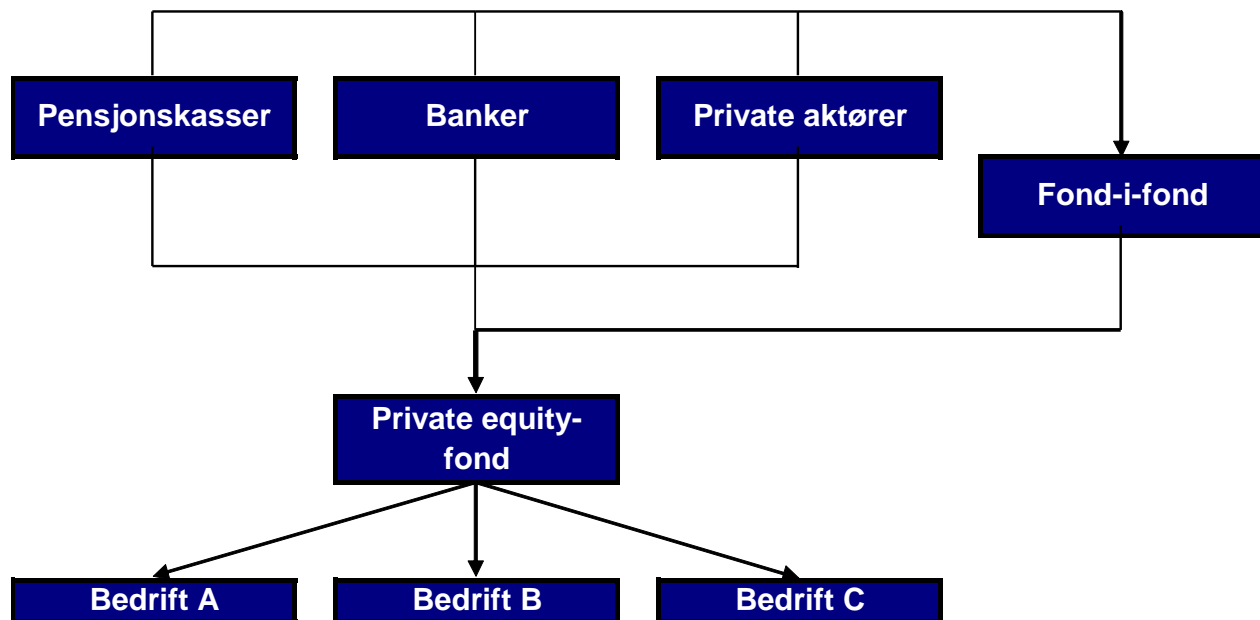 Pensjonskasser
Banker
Private aktører
Fond-i-fond
Private equity-
fond
Bedrift A
Bedrift B
Bedrift C